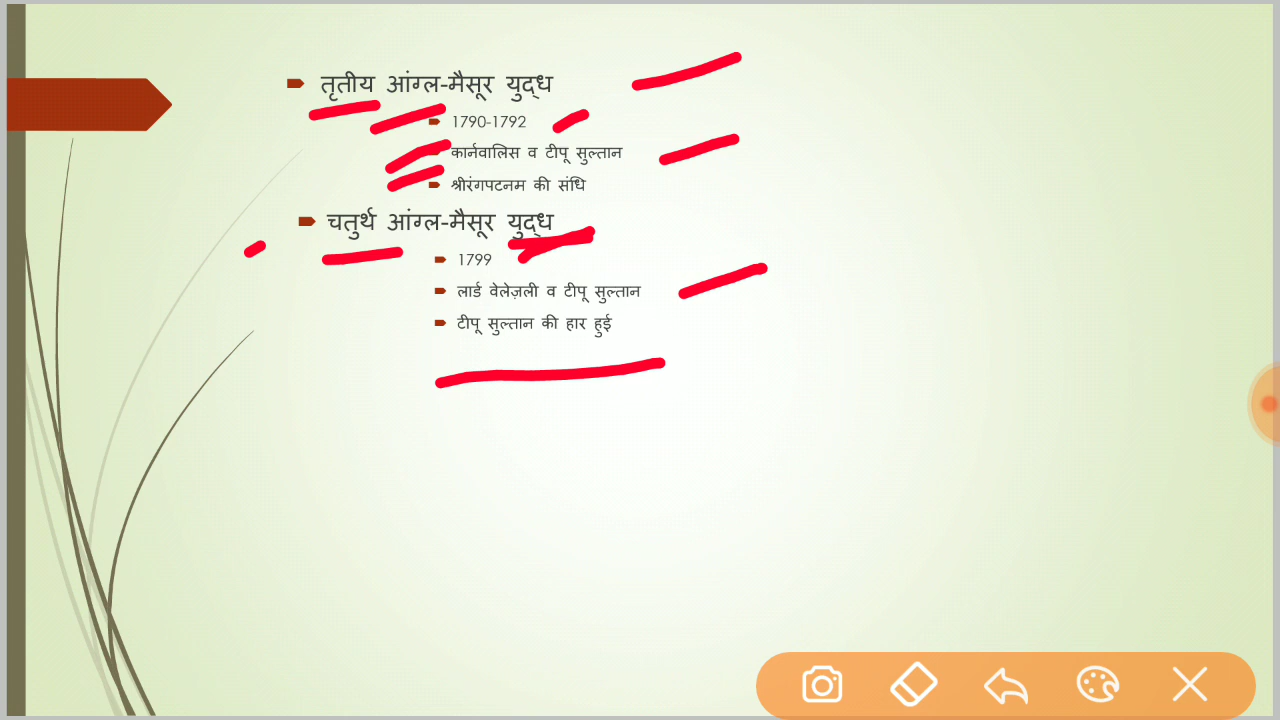 तृतीय आंग्ल-मैसूर युद्ध
1790-1792
कार्नवालिस व टीपू सुल्तान
श्रीरंगपटनम की संधि
चतुर्थ आंग्ल-मैसूर युद्ध
1799
लार्ड वेलेज़ली व टीपू सुल्तान
टीपू सुल्तान की हार हुई